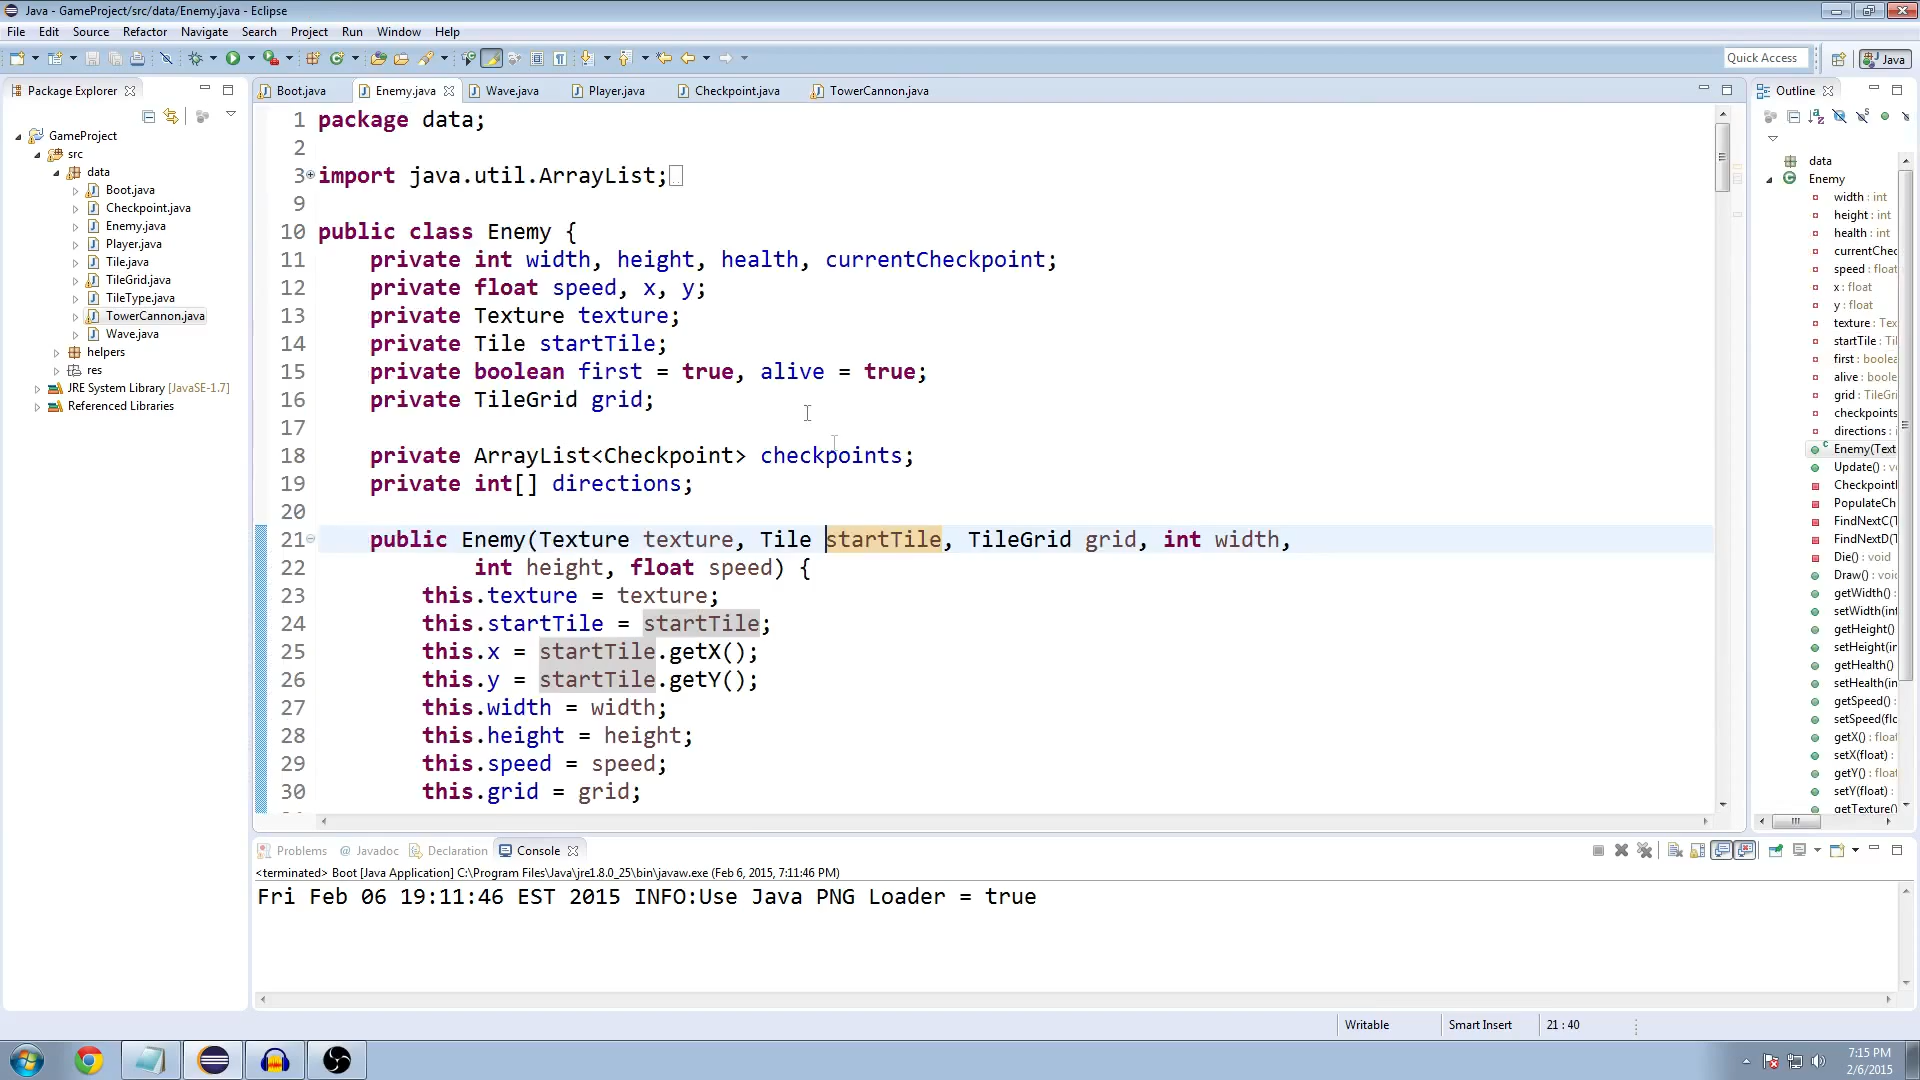 Java - GameProject/src/data/Enemy.java - Eclipse
File Edit Source Refactor Navigate Search Project Run Window Help
Quick Access
Java
Package Explorer
GameProject
src
data
Boot.java
Checkpoint.java
Enemy.java
Player.java
Tile.java
TileGrid.java
TileType.java
TowerCannon.java
Wave.java
helpers
res
JRE System Library [JavaSE-1.7]
Referenced Libraries
Boot.java Enemy.java Wave.java Player.java Checkpoint.java TowerCannon.java
1 package data;
2
3 import java.util.ArrayList;
9
10 public class Enemy {
11 private int width, height, health, currentCheckpoint;
12 private float speed, x, y;
13 private Texture texture;
14 private Tile startTile;
15 private boolean first = true, alive = true;
16 private TileGrid grid;
17
18 private ArrayList<Checkpoint> checkpoints;
19 private int[] directions;
20
21 public Enemy(Texture texture, Tile startTile, TileGrid grid, int width,
22 int height, float speed) {
23 this.texture = texture;
24 this.startTile = startTile;
25 this.x = startTile.getX();
26 this.y = startTile.getY();
27 this.width = width;
28 this.height = height;
29 this.speed = speed;
30 this.grid = grid;
Outline
data
Enemy
width : int
height : int
health : int
currentChec
speed : float
x : float
y : float
texture : Tex
startTile : Til
first : boolea
alive : boole
grid : TileGri
checkpoints
directions : i
Enemy(Text
Update() : v
Checkpoint
PopulateCh
FindNextC(T
FindNextD(T
Die() : void
Draw() : voi
getWidth() :
setWidth(int
getHeight()
setHeight(in
getHealth()
setHealth(in
getSpeed() :
setSpeed(flo
getX() : float
setX(float) :
getY() : float
setY(float) :
getTexture()
Problems @ Javadoc Declaration Console
<terminated> Boot [Java Application] C:\Program Files\Java\jre1.8.0_25\bin\javaw.exe (Feb 6, 2015, 7:11:46 PM)
Fri Feb 06 19:11:46 EST 2015 INFO:Use Java PNG Loader = true
Writable Smart Insert 21 : 40
7:15 PM
2/6/2015